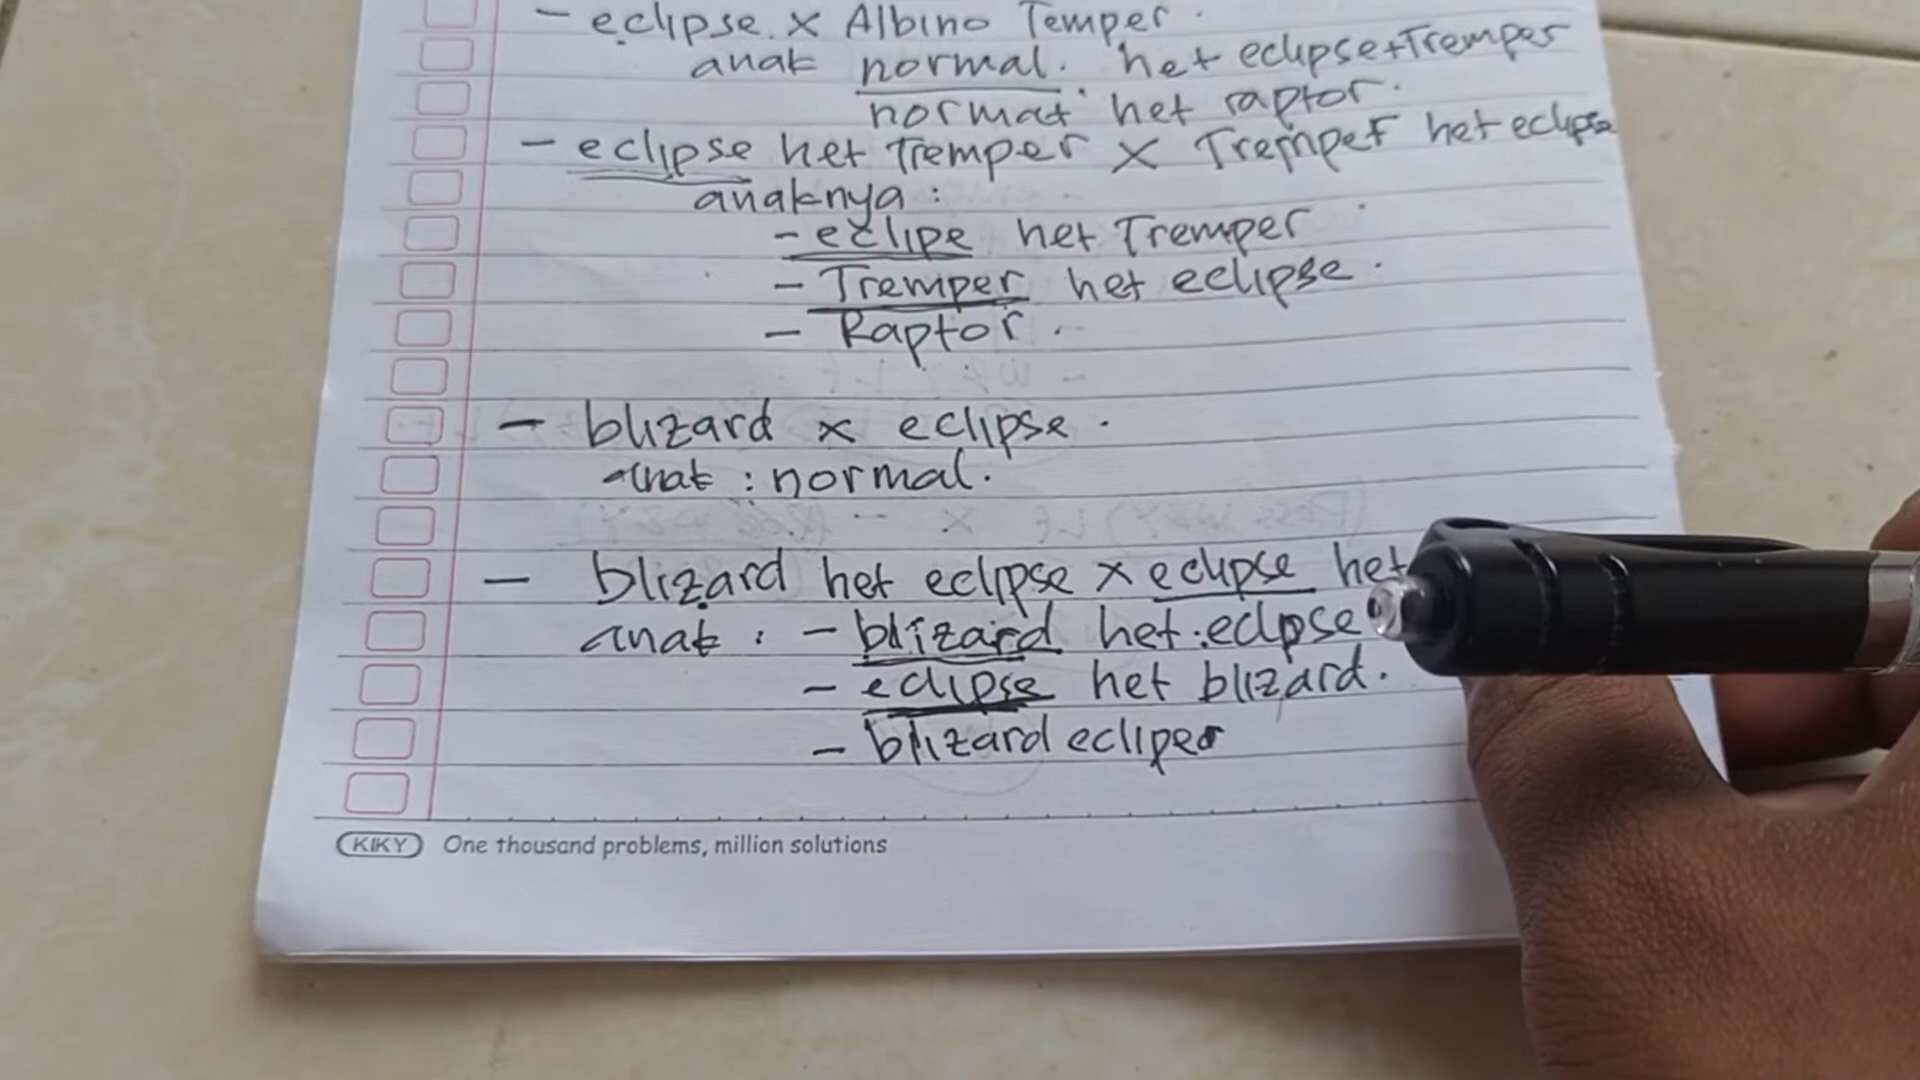 - eclipse x Albino Temper.
anak normal. het eclipse+Tremper
normal het raptor.
- eclipse het Tremper x Tremper het eclipse
anaknya :
- eclipe het Tremper
- Tremper het eclipse.
- Raptor.
- blizard x eclipse.
anak : normal.
- blizard het eclipse x eclipse het
anak : - blizard het eclpse
- eclipse het blizard.
- blizard ecliper
KIKY One thousand problems, million solutions